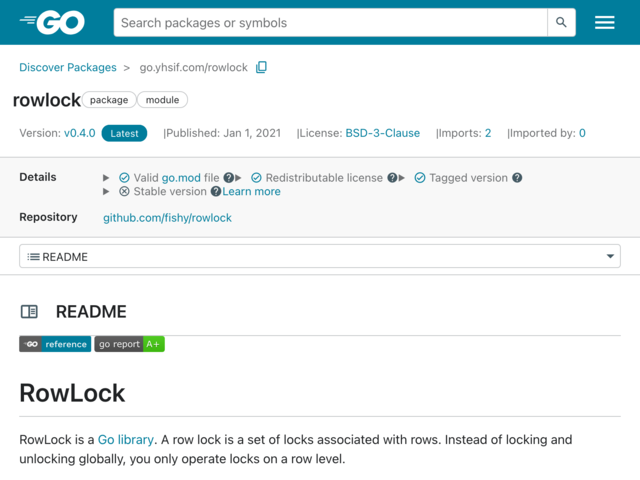 GO
Search packages or symbols
Discover Packages > go.yhsif.com/rowlock
rowlock package module
Version: v0.4.0 Latest |Published: Jan 1, 2021 |License: BSD-3-Clause |Imports: 2 |Imported by: 0
Details Valid go.mod file Redistributable license Tagged version
Stable version Learn more
Repository github.com/fishy/rowlock
README
README
GO reference go report A+
RowLock
RowLock is a Go library. A row lock is a set of locks associated with rows. Instead of locking and
unlocking globally, you only operate locks on a row level.